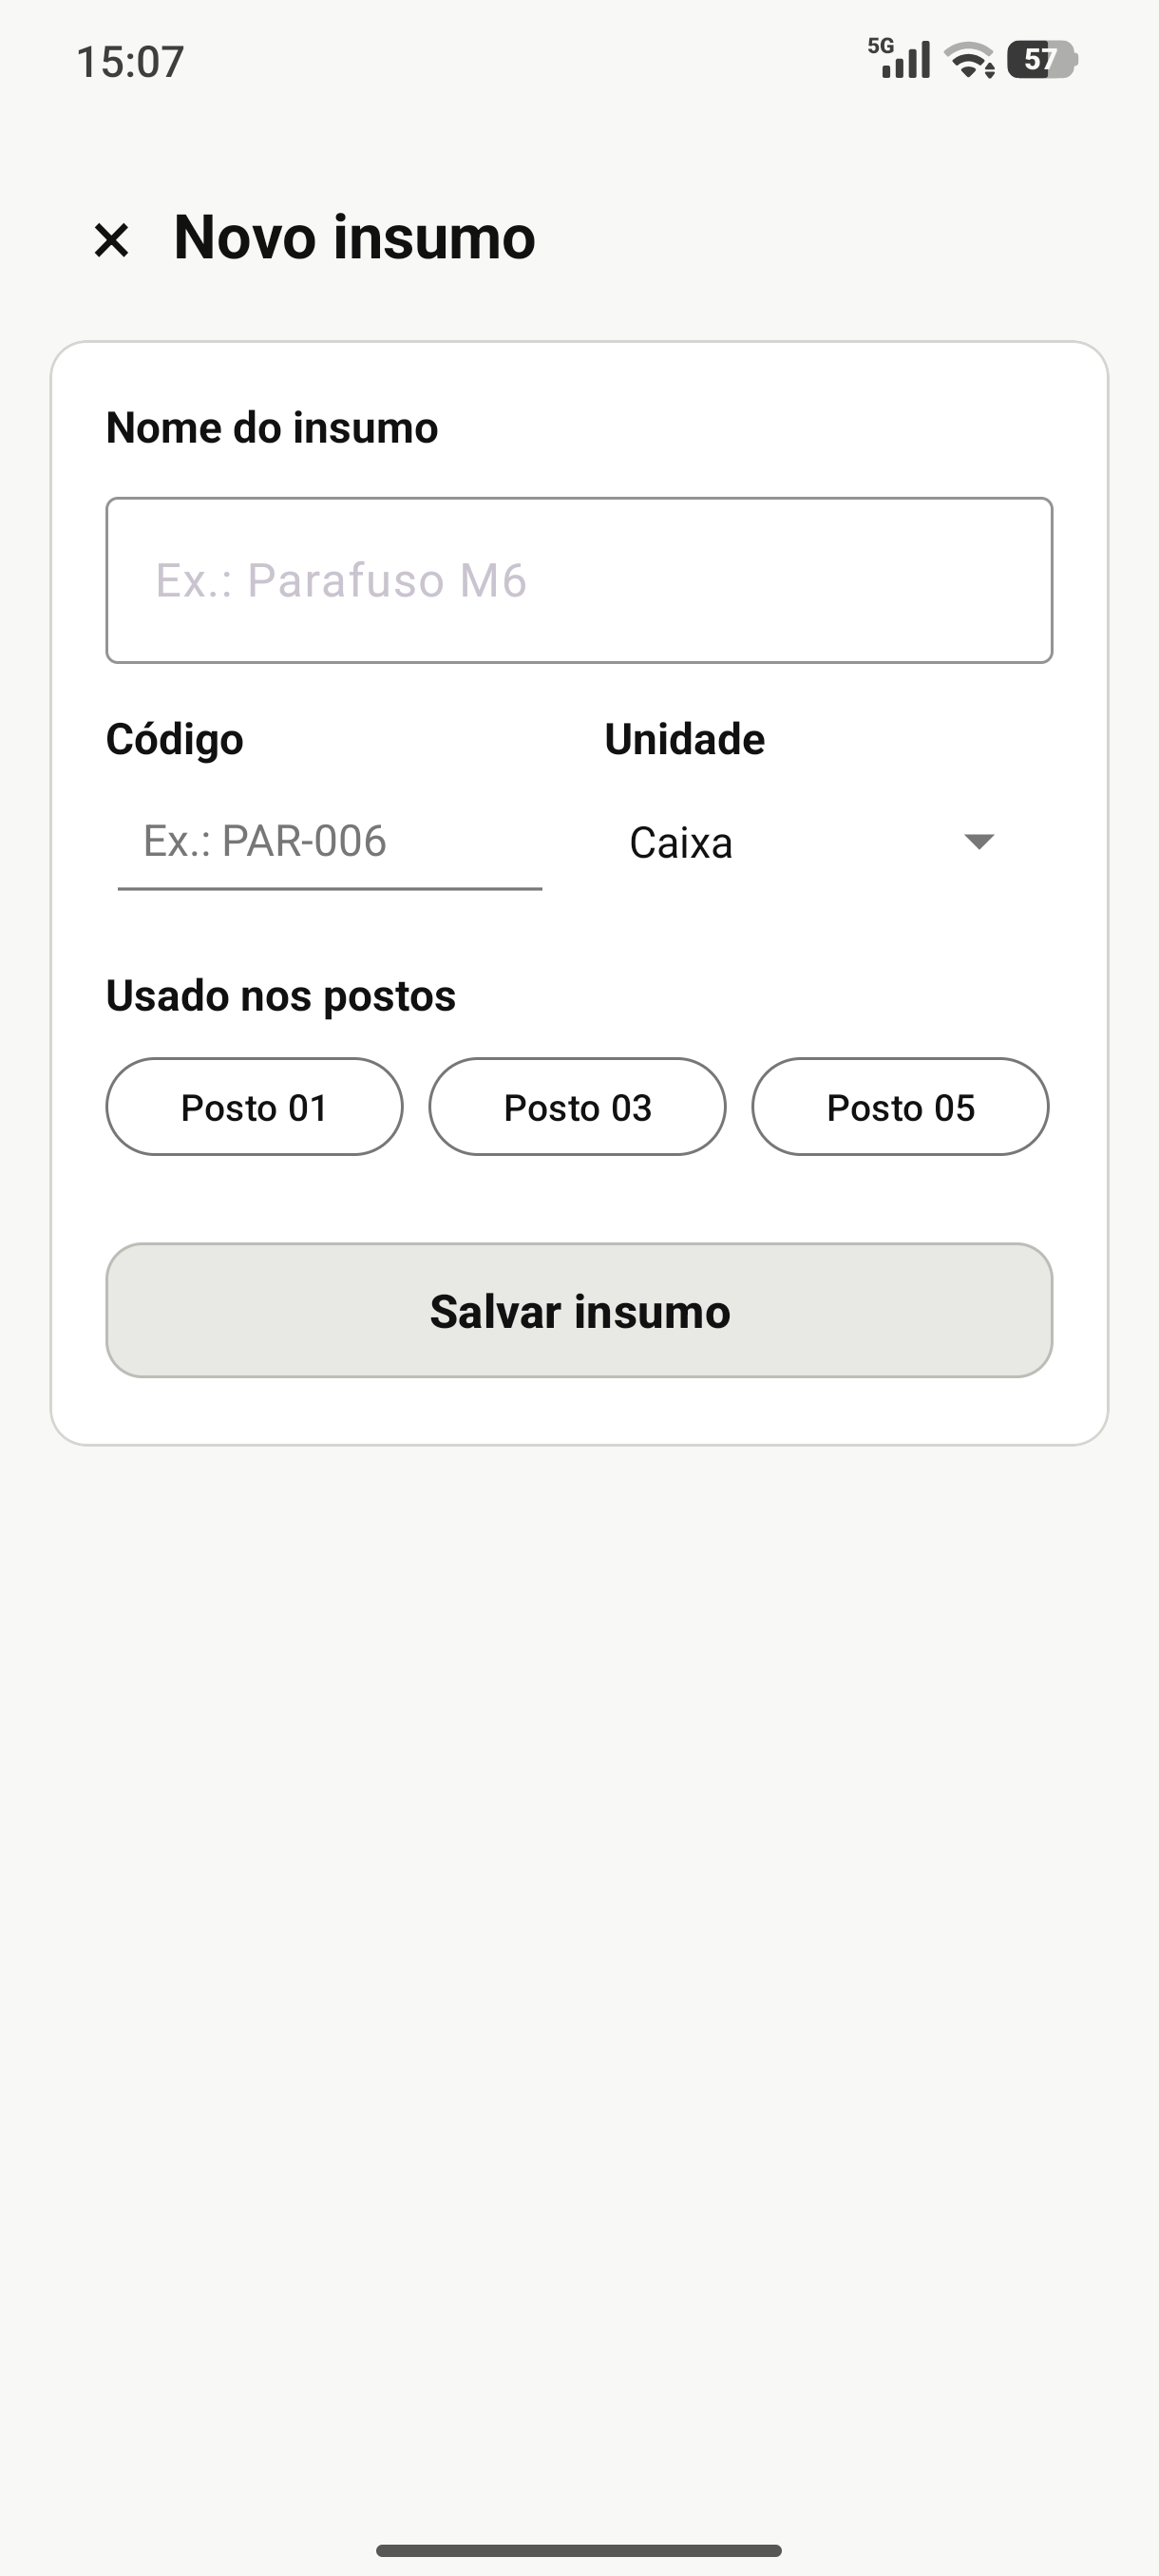 15:07
5G
57
Novo insumo
Nome do insumo
Ex.: Parafuso M6
Código Unidade
Ex.: PAR-006 Caixa
Usado nos postos
Posto 01 Posto 03 Posto 05
Salvar insumo